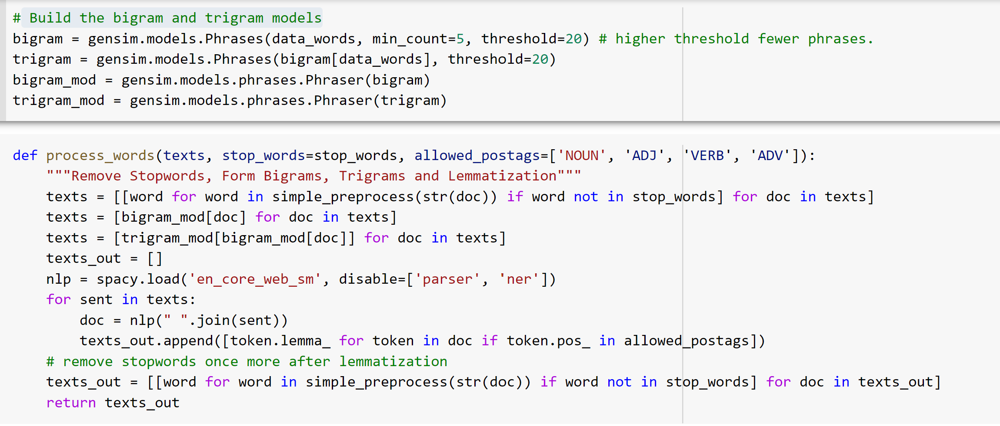 # Build the bigram and trigram models
bigram = gensim.models.Phrases(data_words, min_count=5, threshold=20) # higher threshold fewer phrases.
trigram = gensim.models.Phrases(bigram[data_words], threshold=20)
bigram_mod = gensim.models.phrases.Phraser(bigram)
trigram_mod = gensim.models.phrases.Phraser(trigram)
def process_words(texts, stop_words=stop_words, allowed_postags=['NOUN', 'ADJ', 'VERB', 'ADV']):
    """Remove Stopwords, Form Bigrams, Trigrams and Lemmatization"""
    texts = [[word for word in simple_preprocess(str(doc)) if word not in stop_words] for doc in texts]
    texts = [bigram_mod[doc] for doc in texts]
    texts = [trigram_mod[bigram_mod[doc]] for doc in texts]
    texts_out = []
    nlp = spacy.load('en_core_web_sm', disable=['parser', 'ner'])
    for sent in texts:
        doc = nlp(" ".join(sent))
        texts_out.append([token.lemma_ for token in doc if token.pos_ in allowed_postags])
    # remove stopwords once more after lemmatization
    texts_out = [[word for word in simple_preprocess(str(doc)) if word not in stop_words] for doc in texts_out]
    return texts_out